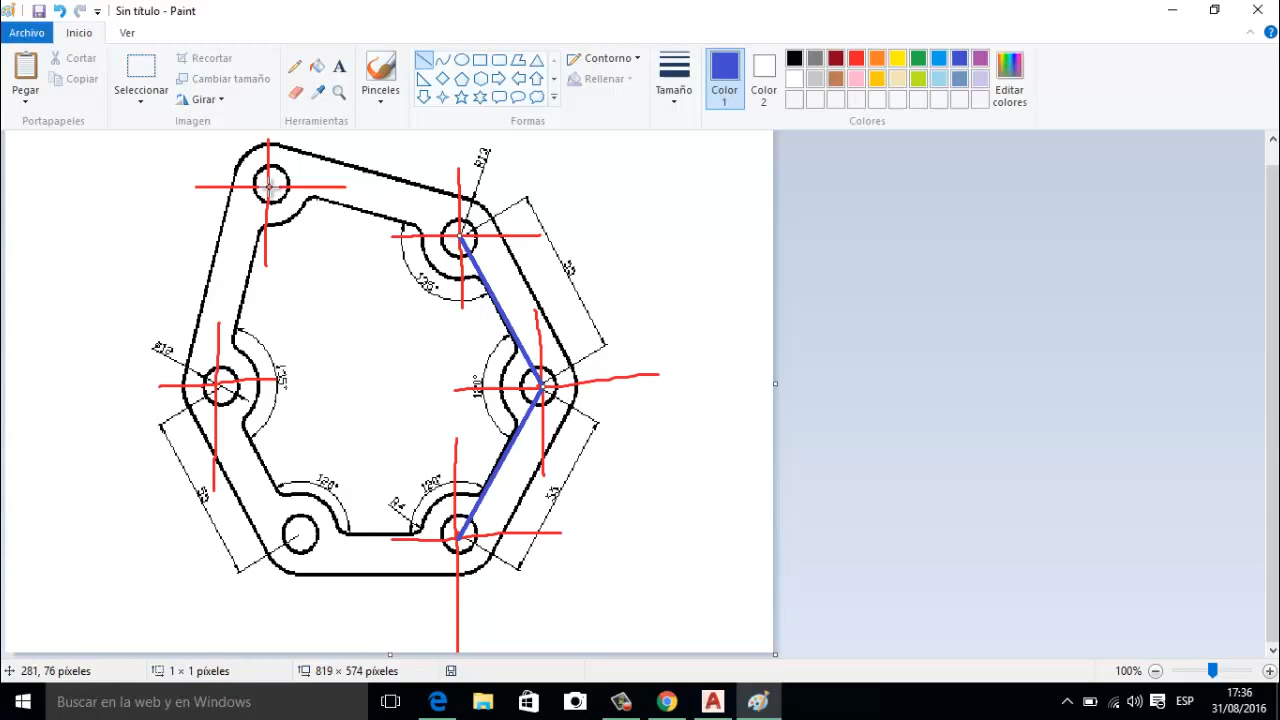 Sin título - Paint
Archivo
Inicio
Ver
Pegar
Cortar
Copiar
Portapapeles
Seleccionar
Recortar
Cambiar tamaño
Girar
Imagen
A
Herramientas
Pinceles
Contorno
Rellenar
Formas
Tamaño
Color 1
Color 2
Editar colores
Colores
125°
120°
120°
R4
281, 76 píxeles
1 × 1 píxeles
819 × 574 píxeles
100%
Buscar en la web y en Windows
ESP
17:36
31/08/2016